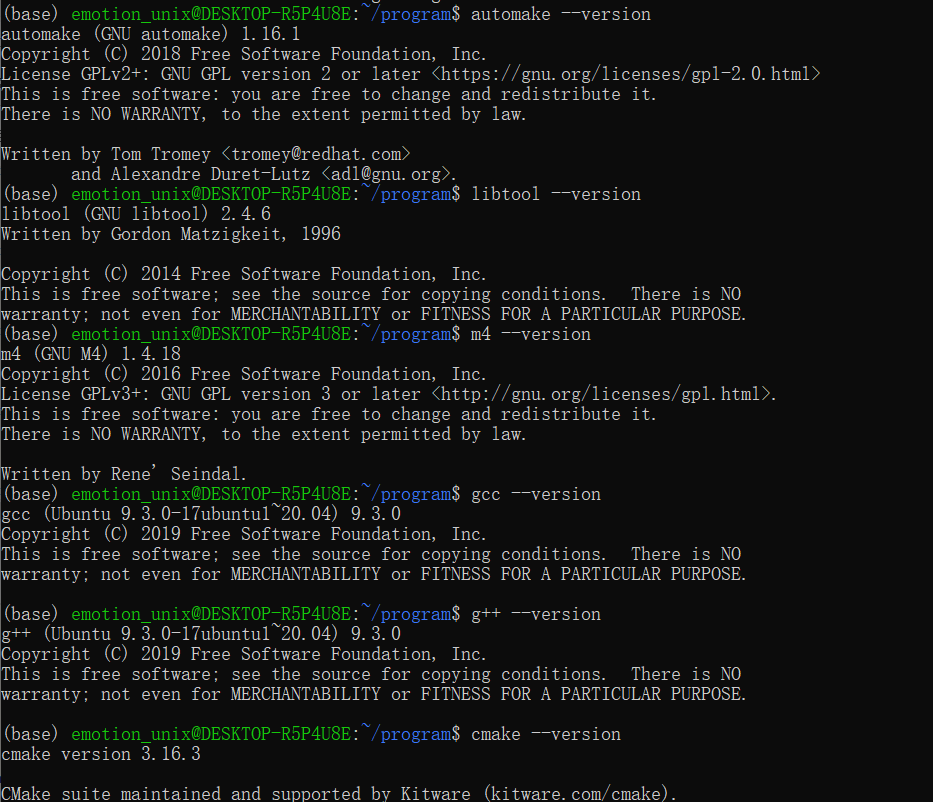 (base) emotion_unix@DESKTOP-R5P4U8E:~/program$ automake --version
automake (GNU automake) 1.16.1
Copyright (C) 2018 Free Software Foundation, Inc.
License GPLv2+: GNU GPL version 2 or later <https://gnu.org/licenses/gpl-2.0.html>
This is free software: you are free to change and redistribute it.
There is NO WARRANTY, to the extent permitted by law.

Written by Tom Tromey <tromey@redhat.com>
       and Alexandre Duret-Lutz <adl@gnu.org>.
(base) emotion_unix@DESKTOP-R5P4U8E:~/program$ libtool --version
libtool (GNU libtool) 2.4.6
Written by Gordon Matzigkeit, 1996

Copyright (C) 2014 Free Software Foundation, Inc.
This is free software; see the source for copying conditions.  There is NO
warranty; not even for MERCHANTABILITY or FITNESS FOR A PARTICULAR PURPOSE.
(base) emotion_unix@DESKTOP-R5P4U8E:~/program$ m4 --version
m4 (GNU M4) 1.4.18
Copyright (C) 2016 Free Software Foundation, Inc.
License GPLv3+: GNU GPL version 3 or later <http://gnu.org/licenses/gpl.html>.
This is free software: you are free to change and redistribute it.
There is NO WARRANTY, to the extent permitted by law.

Written by Rene' Seindal.
(base) emotion_unix@DESKTOP-R5P4U8E:~/program$ gcc --version
gcc (Ubuntu 9.3.0-17ubuntu1~20.04) 9.3.0
Copyright (C) 2019 Free Software Foundation, Inc.
This is free software; see the source for copying conditions.  There is NO
warranty; not even for MERCHANTABILITY or FITNESS FOR A PARTICULAR PURPOSE.

(base) emotion_unix@DESKTOP-R5P4U8E:~/program$ g++ --version
g++ (Ubuntu 9.3.0-17ubuntu1~20.04) 9.3.0
Copyright (C) 2019 Free Software Foundation, Inc.
This is free software; see the source for copying conditions.  There is NO
warranty; not even for MERCHANTABILITY or FITNESS FOR A PARTICULAR PURPOSE.

(base) emotion_unix@DESKTOP-R5P4U8E:~/program$ cmake --version
cmake version 3.16.3

CMake suite maintained and supported by Kitware (kitware.com/cmake).